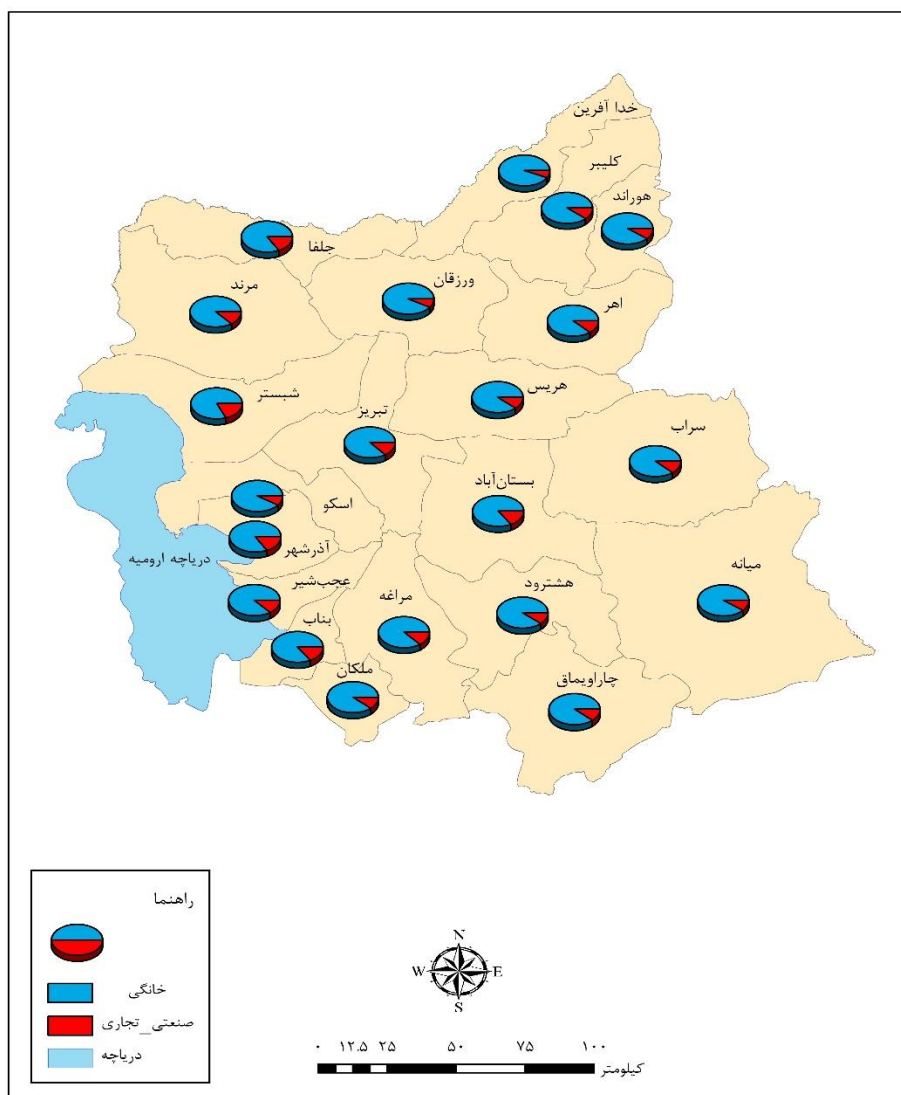 خدا آفرین
کلیبر
هوراند
جلفا
ورزقان
مرند
اهر
هریس
شبستر
تبریز
سراب
بستان‌آباد
اسکو
آذرشهر
دریاچه ارومیه
میانه
عجب‌شیر
هشترود
مراغه
بناب
ملکان
چاراویماق
راهنما
خانگی
صنعتی_تجاری
دریاچه
N
W E
S
۰ ۱۲.۵ ۲۵ ۵۰ ۷۵ ۱۰۰
کیلومتر